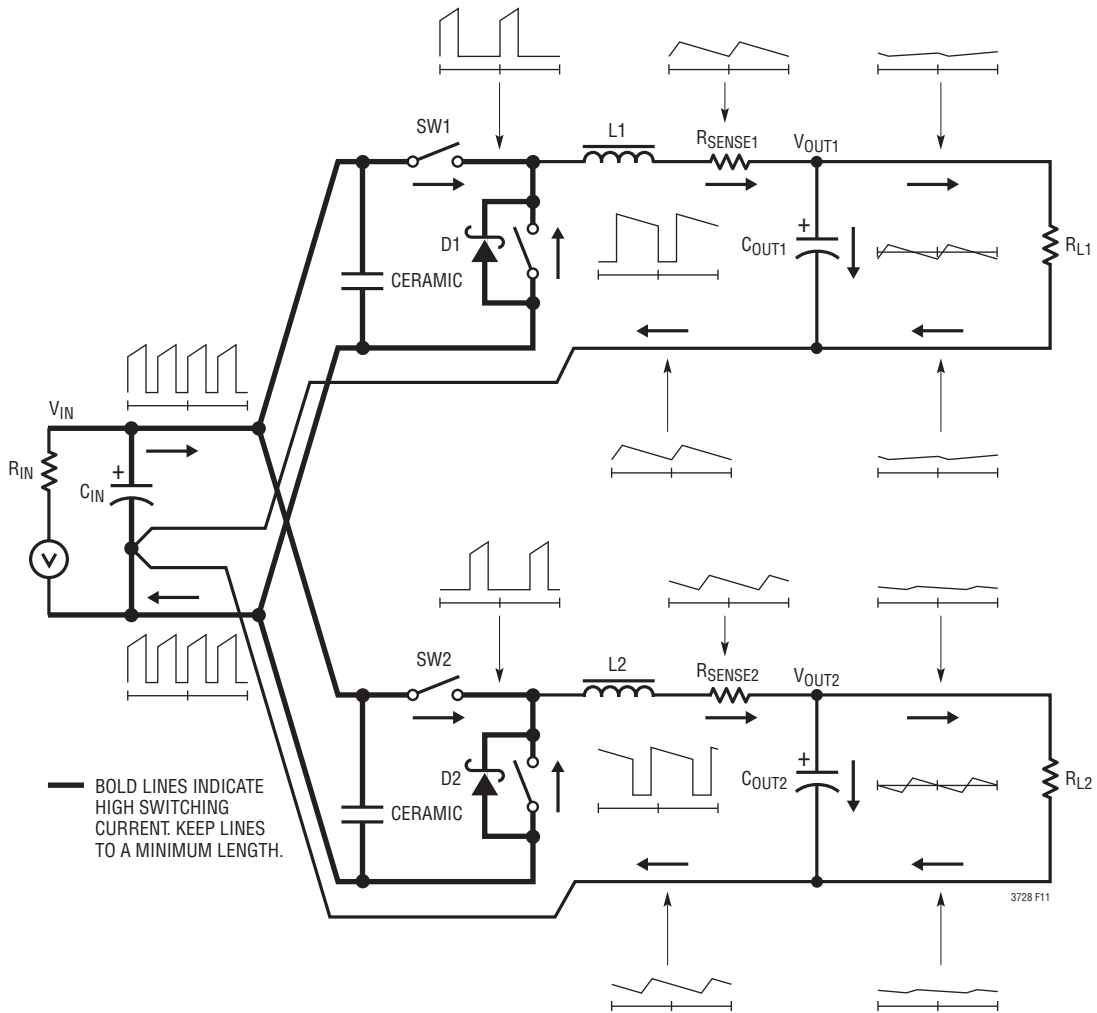 SW1
L1
RSENSE1
VOUT1
D1
CERAMIC
COUT1
+
RL1
VIN
RIN
CIN
+
V
SW2
L2
RSENSE2
VOUT2
D2
CERAMIC
COUT2
+
RL2
BOLD LINES INDICATE
HIGH SWITCHING
CURRENT. KEEP LINES
TO A MINIMUM LENGTH.
3728 F11